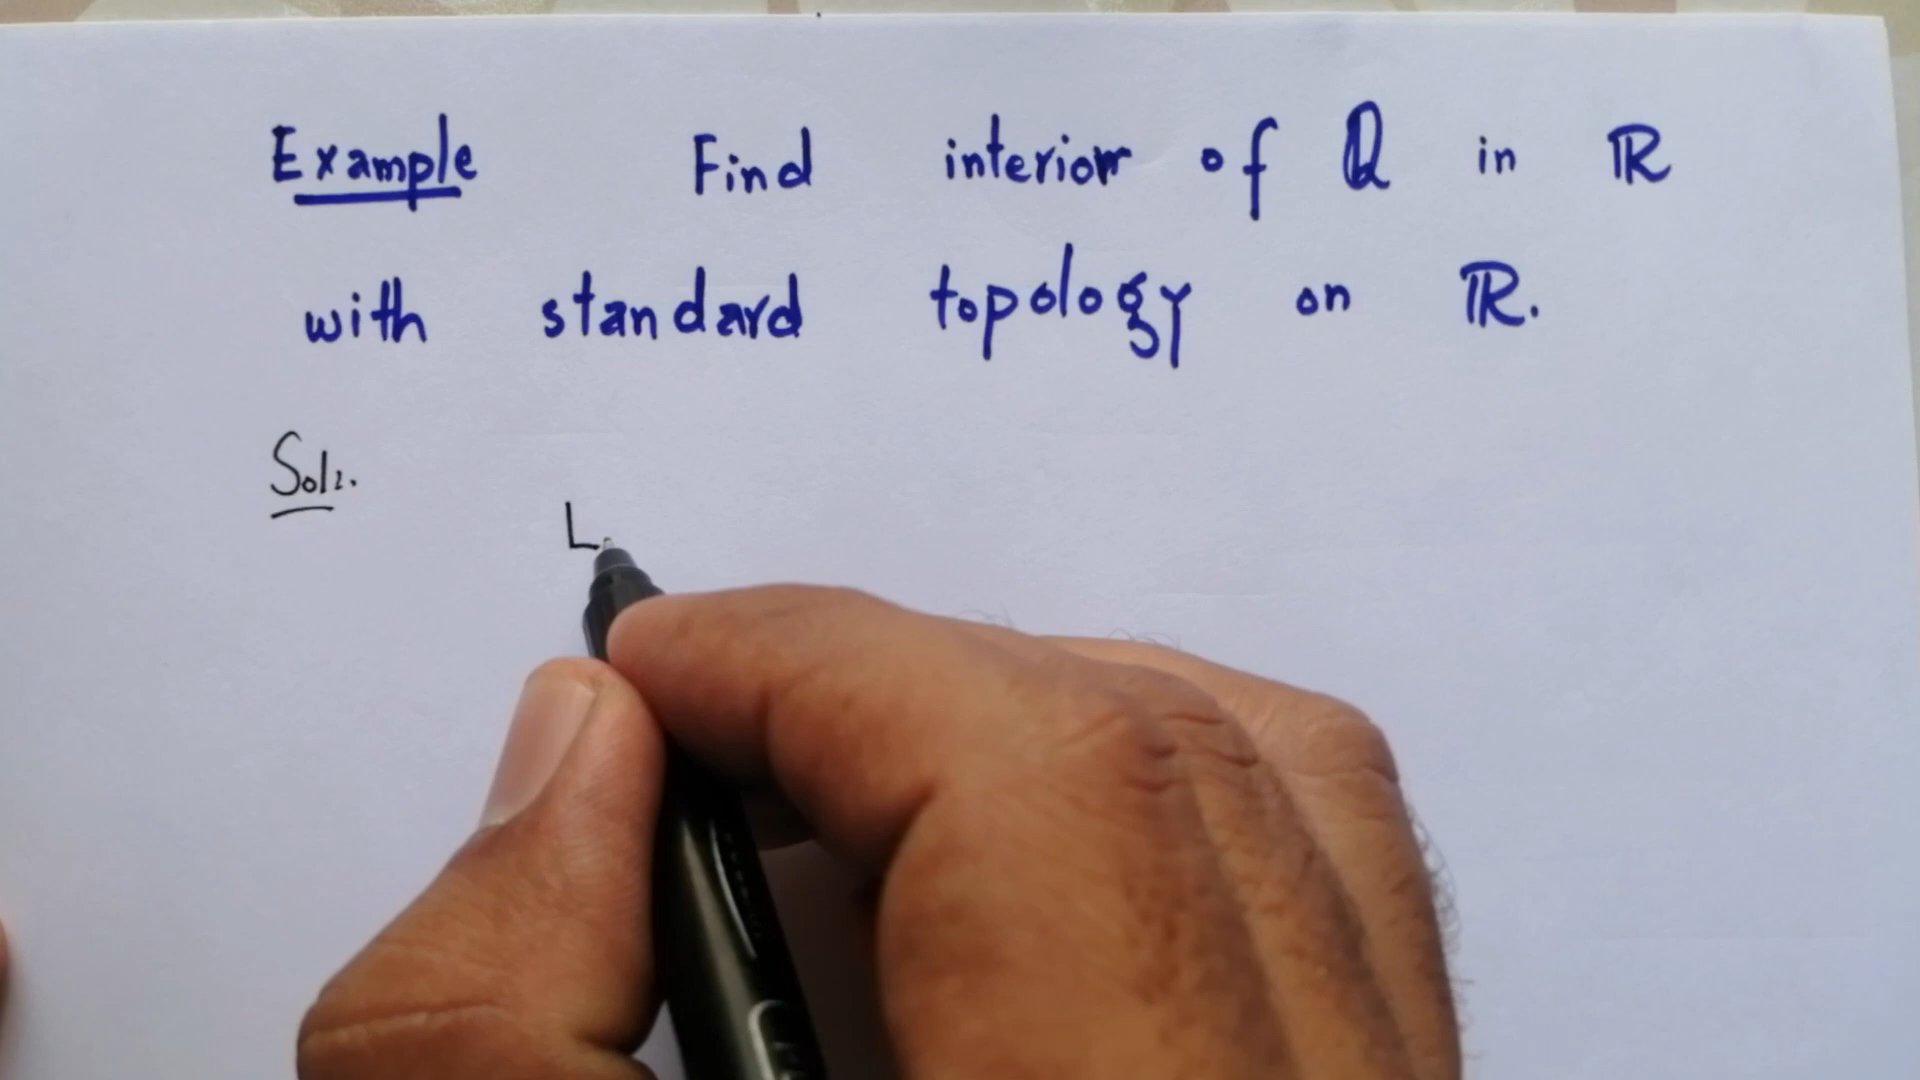 Example Find interior of Q in ℝ
with standard topology on ℝ.
Sol:.
L